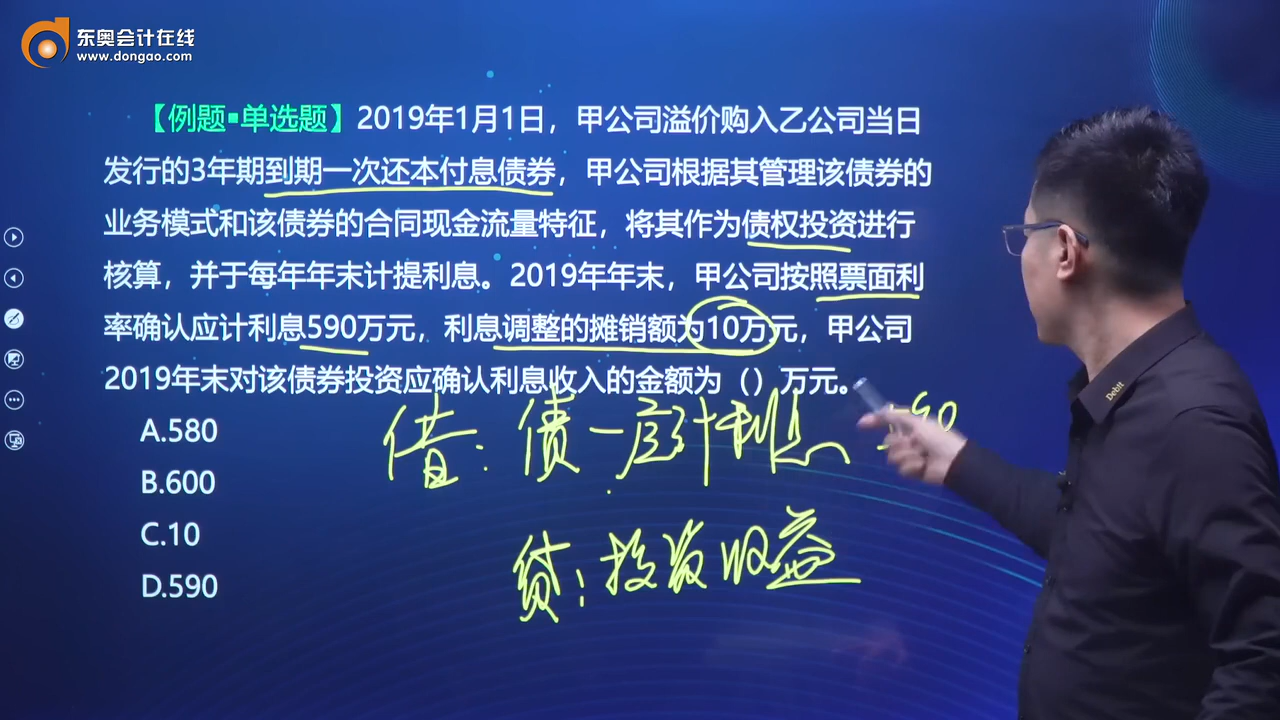 东奥会计在线
www.dongao.com
【例题▪单选题】2019年1月1日，甲公司溢价购入乙公司当日
发行的3年期到期一次还本付息债券，甲公司根据其管理该债券的
业务模式和该债券的合同现金流量特征，将其作为债权投资进行
核算，并于每年年末计提利息。2019年年末，甲公司按照票面利
率确认应计利息590万元，利息调整的摊销额为10万元，甲公司
2019年末对该债券投资应确认利息收入的金额为（）万元。
借：债一应计利息 590
A.580
B.600
C.10
贷：投资收益
D.590
Debit